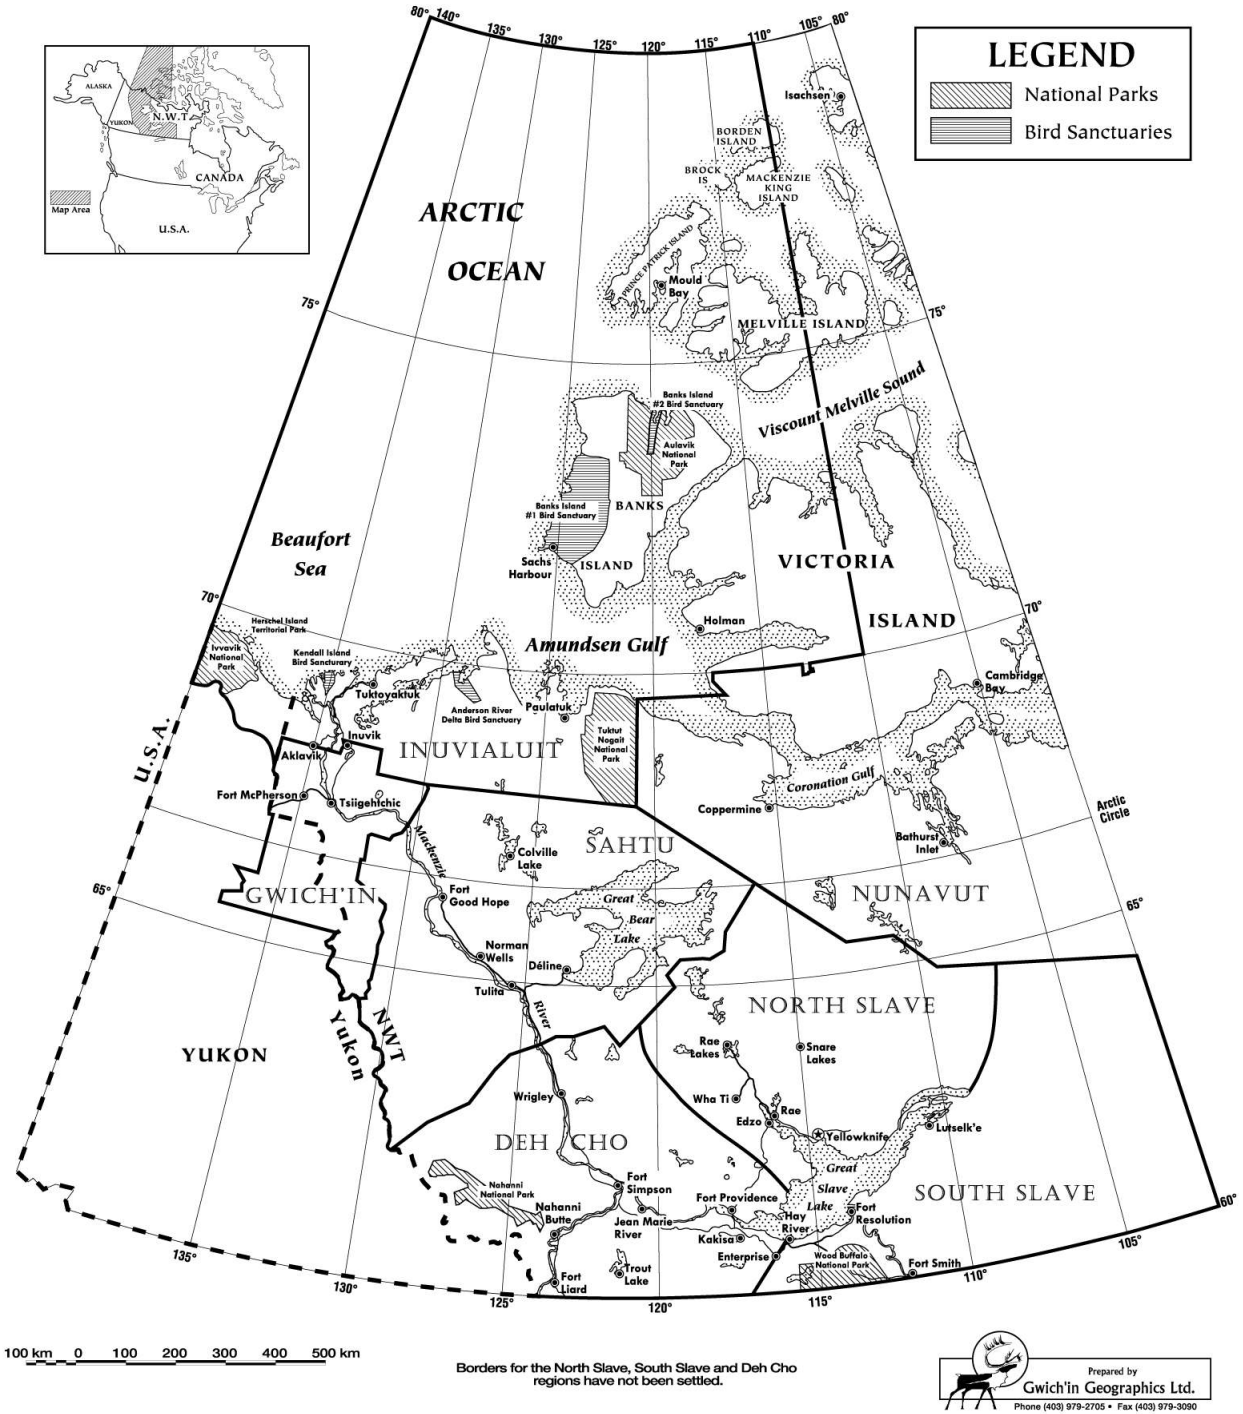 80°
140°
135°
130°
125°
120°
115°
110°
105°
80°
LEGEND
National Parks
Bird Sanctuaries
ALASKA
YUKON
N.W.T.
CANADA
Map Area
U.S.A.
Isachsen
BORDEN
ISLAND
BROCK
IS
MACKENZIE
KING
ISLAND
ARCTIC
OCEAN
PRINCE PATRICK ISLAND
Mould
Bay
75°
75°
MELVILLE ISLAND
Viscount Melville Sound
Banks Island
#2 Bird Sanctuary
Aulavik
National
Park
Banks Island
#1 Bird Sanctuary
BANKS
ISLAND
Sachs
Harbour
Beaufort
Sea
VICTORIA
ISLAND
70°
70°
Holman
Amundsen Gulf
Herschel Island
Territorial Park
Ivvavik
National
Park
Kendall Island
Bird Sancturary
Tuktoyaktuk
Anderson River
Delta Bird Sanctuary
Paulatuk
Cambridge
Bay
U.S.A.
Inuvik
Aklavik
INUVIALUIT
Tuktut
Nogait
National
Park
Coronation Gulf
Coppermine
Arctic
Circle
Fort McPherson
Tsiigehtchic
Mackenzie
SAHTU
Colville
Lake
Bathurst
Inlet
65°
GWICH'IN
Fort
Good Hope
Great
Bear
Lake
NUNAVUT
65°
Norman
Wells
Déline
Tulita
River
NORTH SLAVE
YUKON
Yukon
NWT
Rae
Lakes
Snare
Lakes
Wrigley
Wha Ti
Rae
Edzo
Yellowknife
Lutselk'e
DEH CHO
Great
Slave
Lake
SOUTH SLAVE
Nahanni
National Park
Fort
Simpson
Nahanni
Butte
Jean Marie
River
Fort Providence
Hay
River
Fort
Resolution
60°
Kakisa
Enterprise
Wood Buffalo
National Park
Fort Smith
Fort
Liard
Trout
Lake
135°
130°
125°
120°
115°
110°
105°
100 km 0 100 200 300 400 500 km
Borders for the North Slave, South Slave and Deh Cho
regions have not been settled.
Prepared by
Gwich'in Geographics Ltd.
Phone (403) 979-2705 • Fax (403) 979-3090